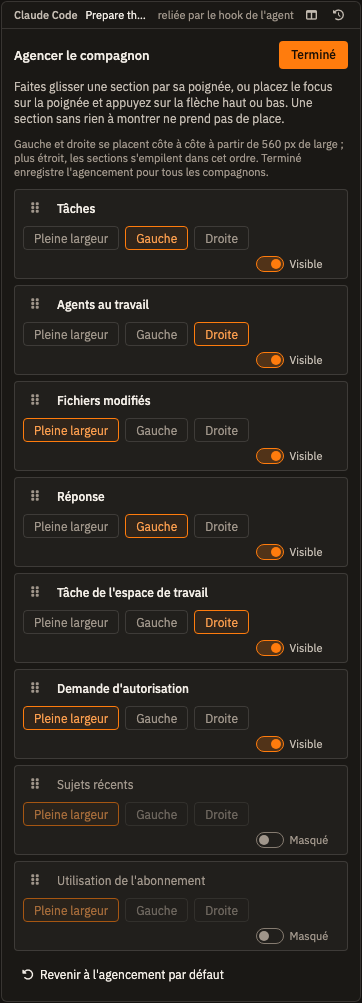 Claude Code Prepare th... reliée par le hook de l'agent
Agencer le compagnon
Terminé
Faites glisser une section par sa poignée, ou placez le focus
sur la poignée et appuyez sur la flèche haut ou bas. Une
section sans rien à montrer ne prend pas de place.
Gauche et droite se placent côte à côte à partir de 560 px de large ;
plus étroit, les sections s'empilent dans cet ordre. Terminé
enregistre l'agencement pour tous les compagnons.
Tâches
Pleine largeur Gauche Droite
Visible
Agents au travail
Pleine largeur Gauche Droite
Visible
Fichiers modifiés
Pleine largeur Gauche Droite
Visible
Réponse
Pleine largeur Gauche Droite
Visible
Tâche de l'espace de travail
Pleine largeur Gauche Droite
Visible
Demande d'autorisation
Pleine largeur Gauche Droite
Visible
Sujets récents
Pleine largeur Gauche Droite
Masqué
Utilisation de l'abonnement
Pleine largeur Gauche Droite
Masqué
Revenir à l'agencement par défaut